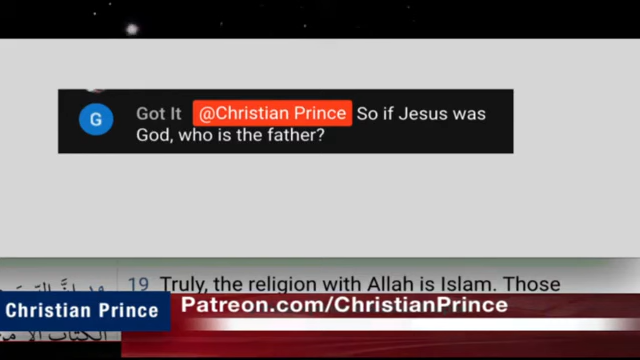 G
Got It @Christian Prince So if Jesus was
God, who is the father?
19 Truly, the religion with Allah is Islam. Those
Christian Prince
Patreon.com/ChristianPrince